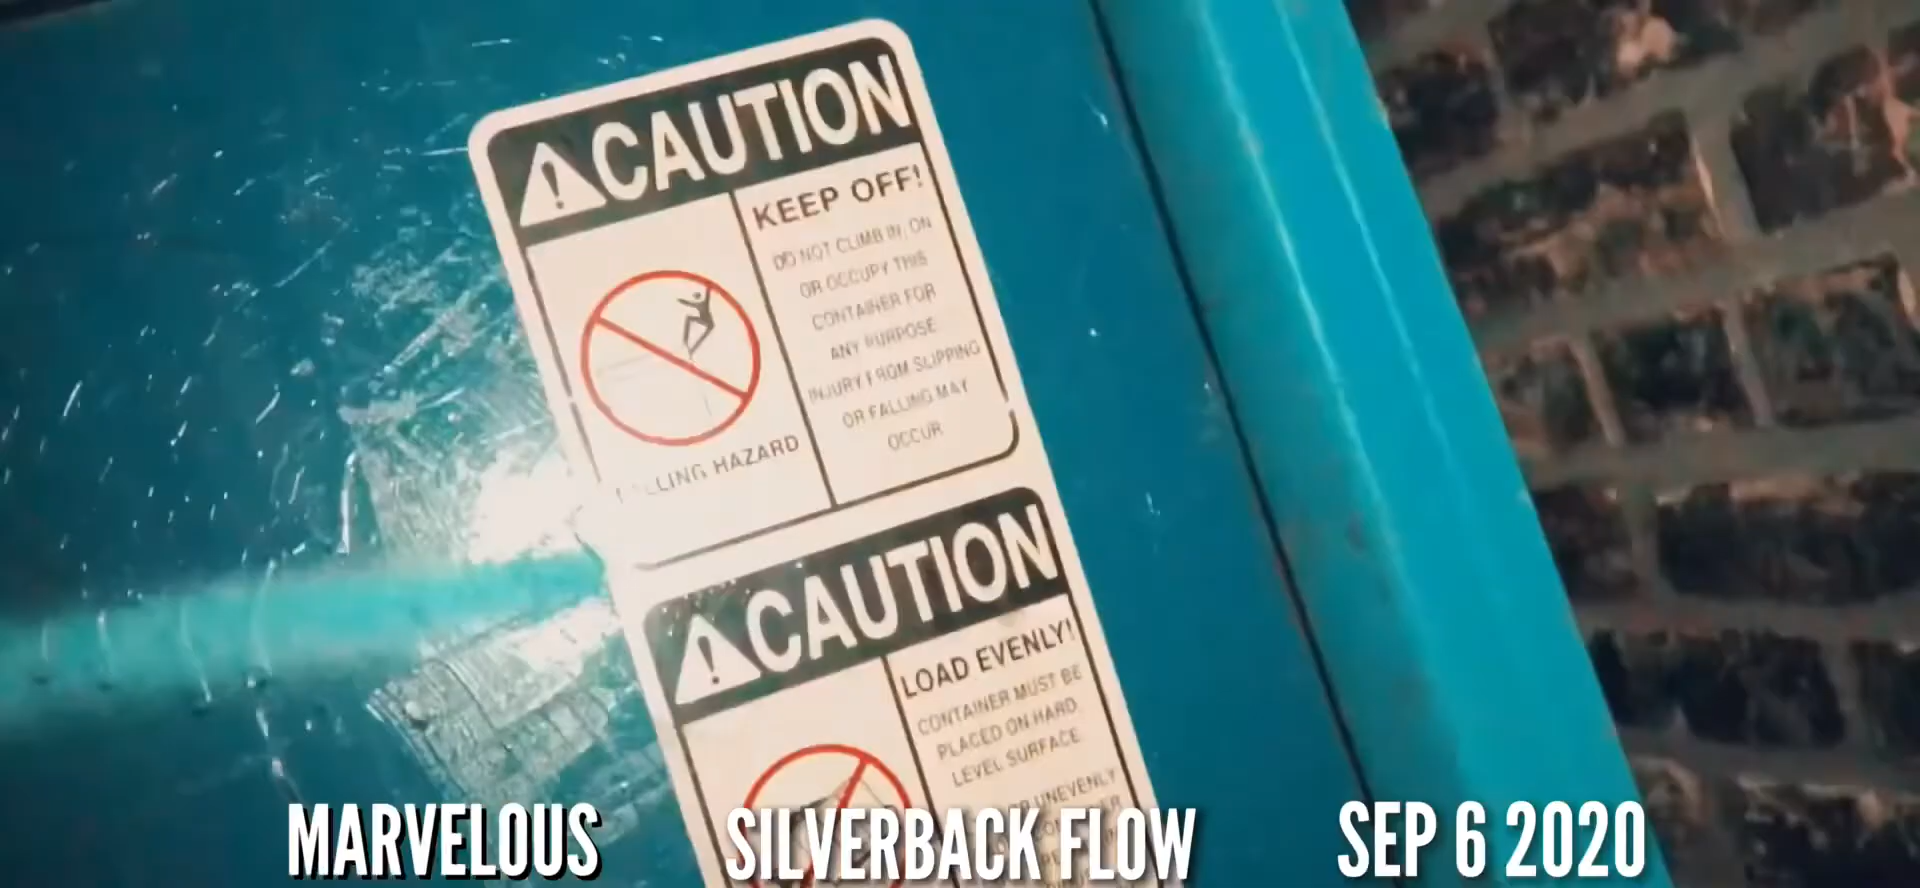 CAUTION
KEEP OFF!
DO NOT CLIMB IN, ON
OR OCCUPY THIS
CONTAINER FOR
ANY PURPOSE
INJURY FROM SLIPPING
OR FALLING MAY
OCCUR
HAZARD
CAUTION
LOAD EVENLY!
CONTAINER MUST BE
PLACED ON HARD
LEVEL SURFACE
UNEVENLY
MARVELOUS
SILVERBACK FLOW
SEP 6 2020